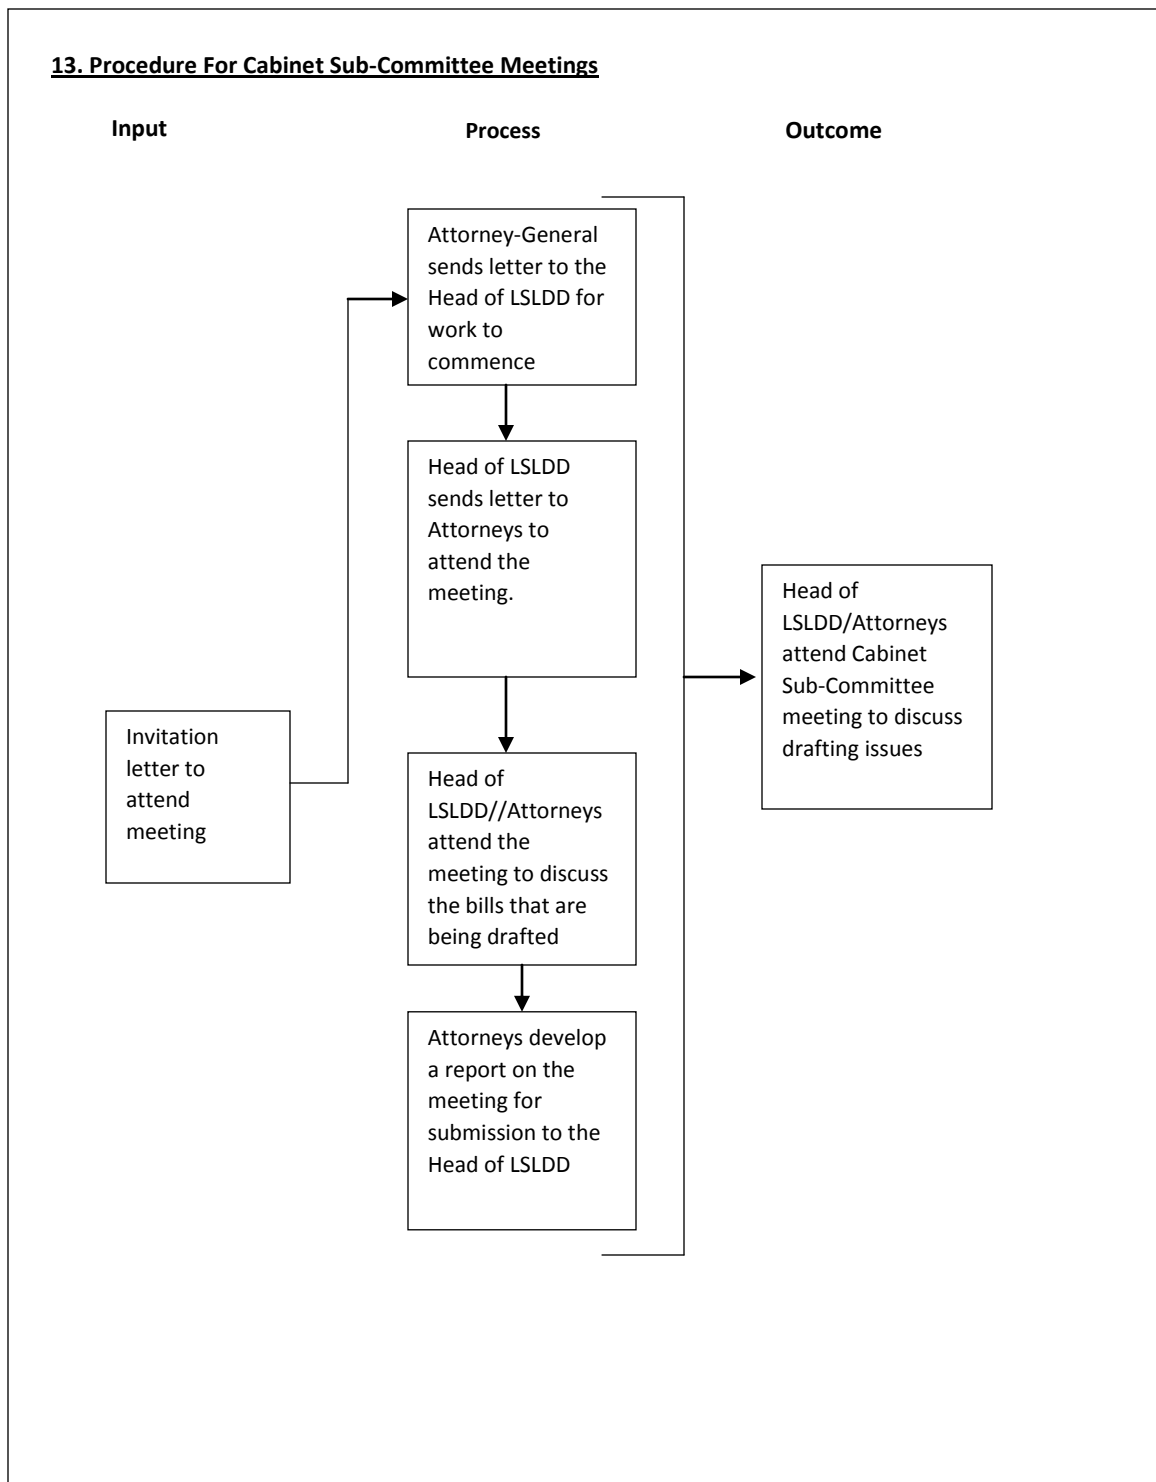 13. Procedure For Cabinet Sub-Committee Meetings
Input
Process
Outcome
Attorney-General
sends letter to the
Head of LSLDD for
work to
commence
Head of LSLDD
sends letter to
Attorneys to
attend the
meeting.
Head of
LSLDD/Attorneys
attend Cabinet
Sub-Committee
meeting to discuss
drafting issues
Invitation
letter to
attend
meeting
Head of
LSLDD//Attorneys
attend the
meeting to discuss
the bills that are
being drafted
Attorneys develop
a report on the
meeting for
submission to the
Head of LSLDD